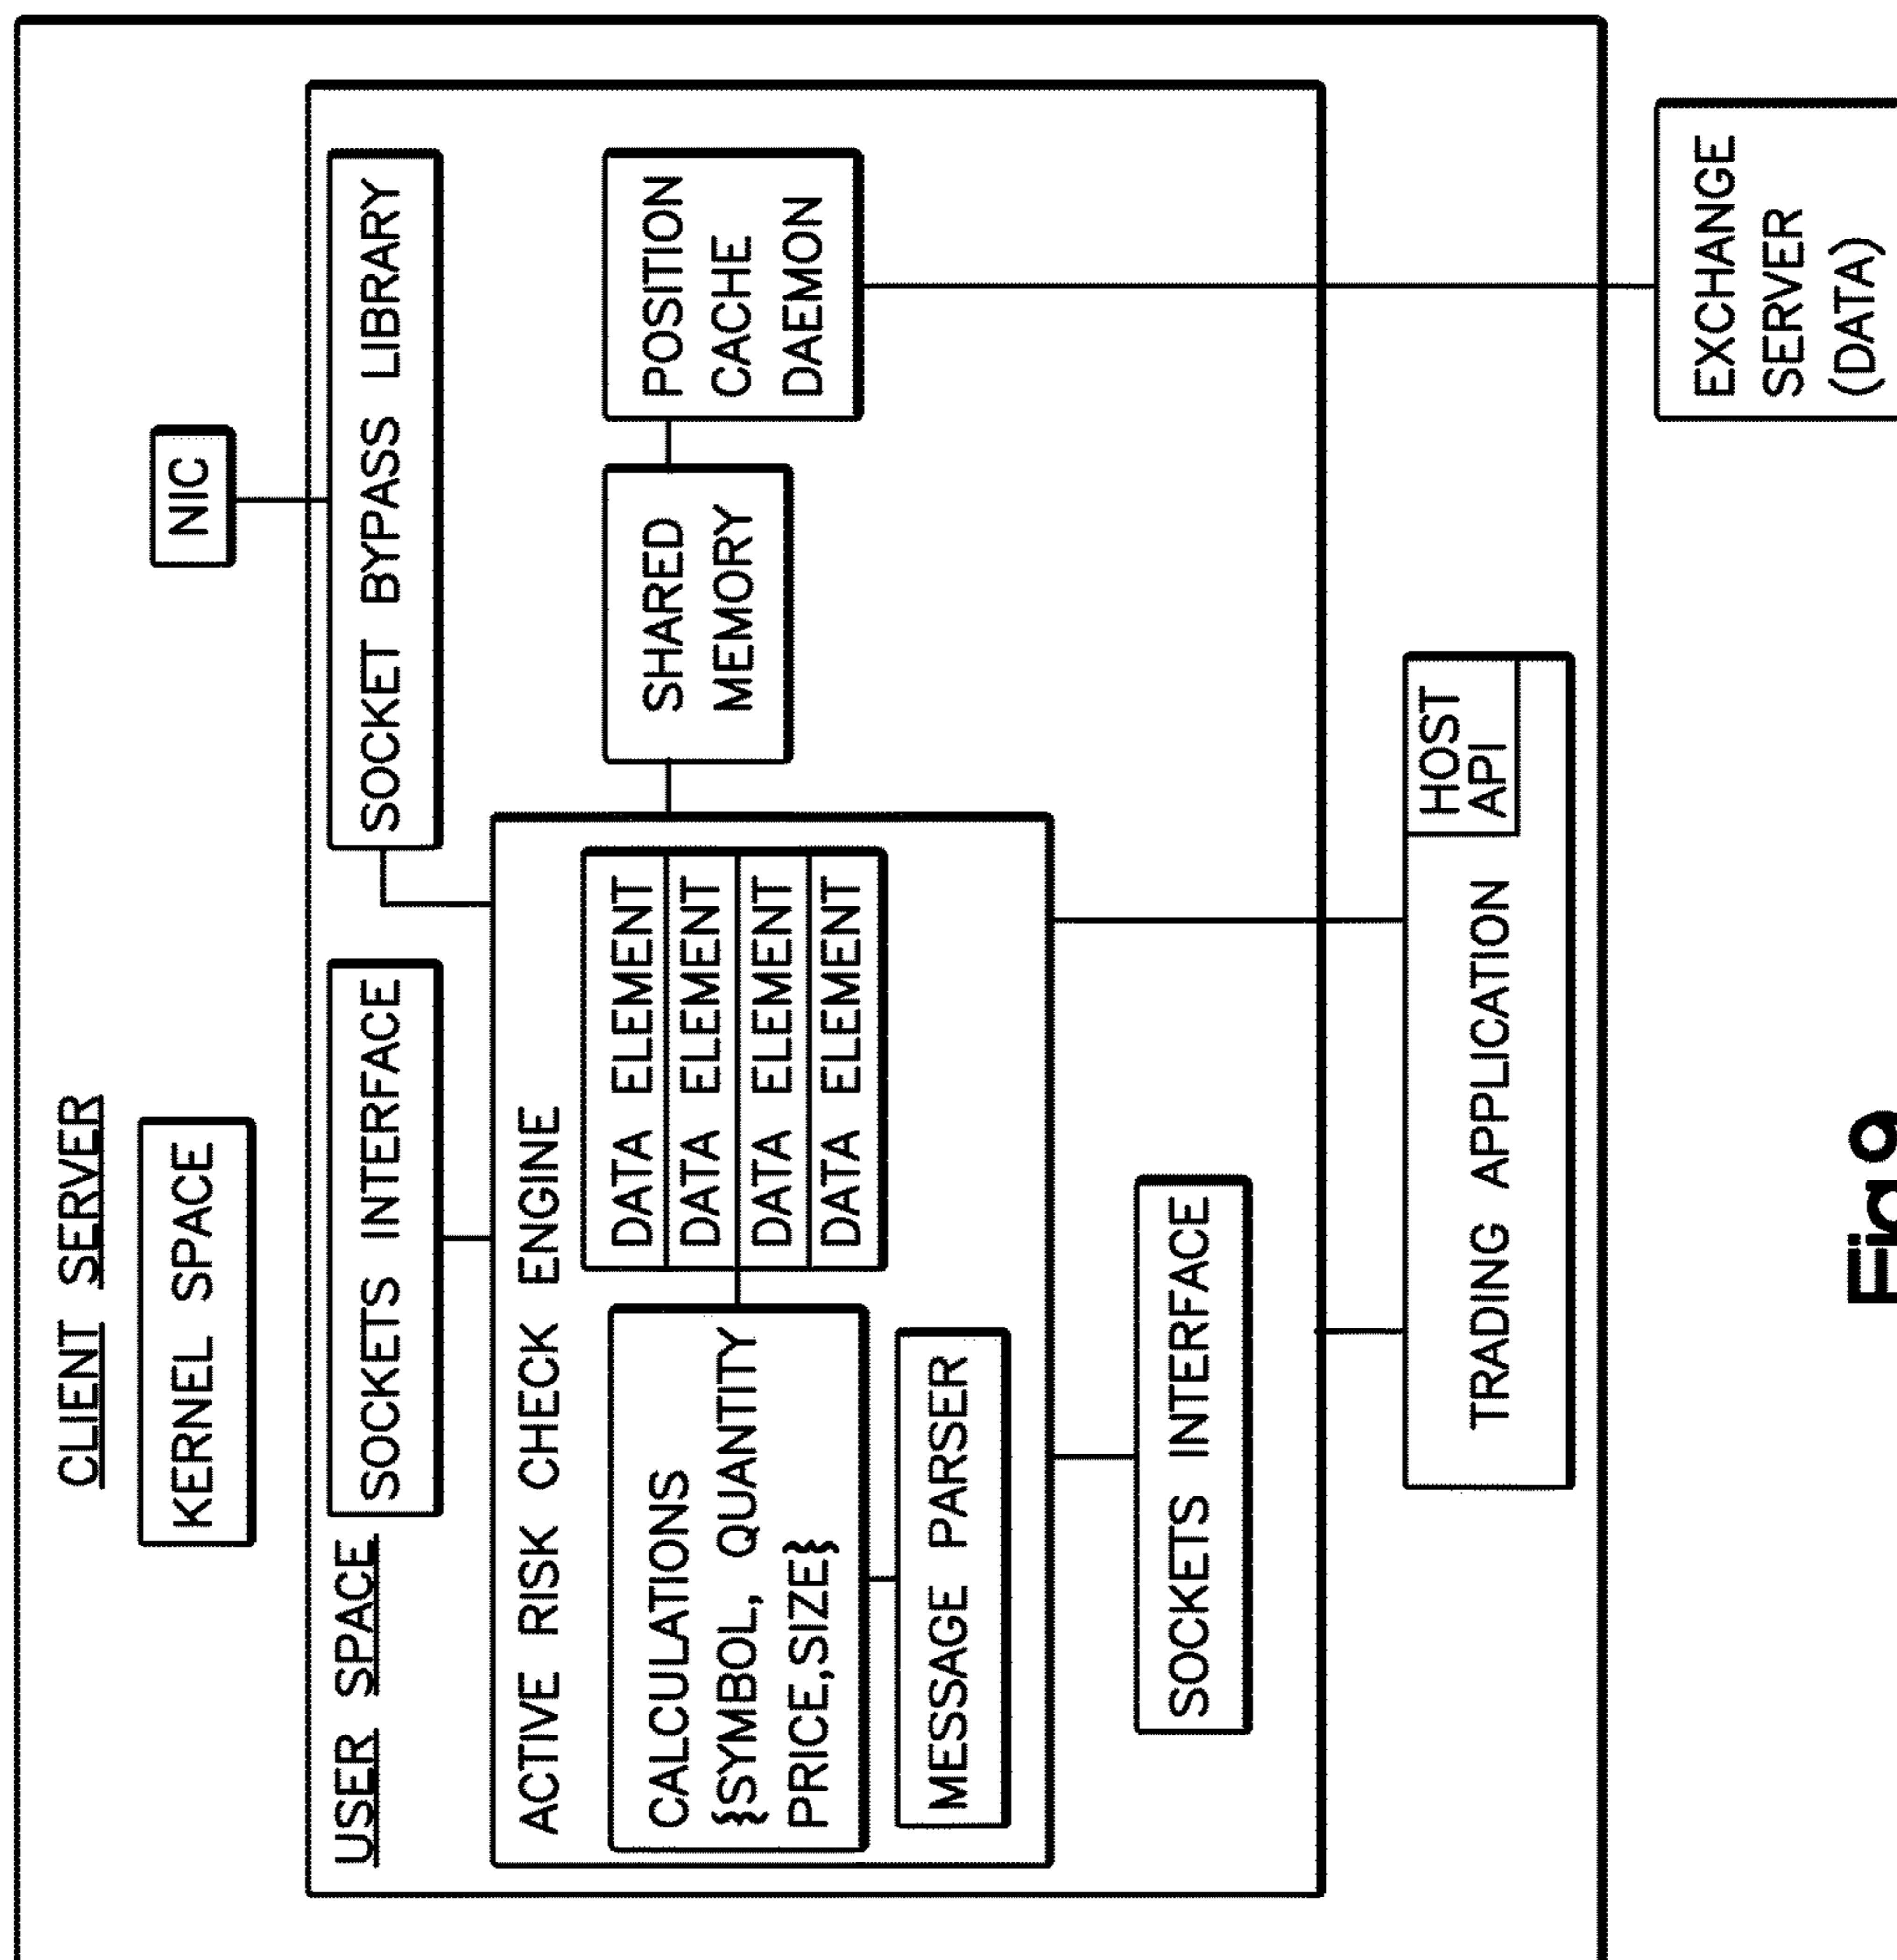 CLIENT SERVER
KERNEL SPACE
NIC
USER SPACE
SOCKETS INTERFACE
SOCKET BYPASS LIBRARY
ACTIVE RISK CHECK ENGINE
CALCULATIONS
{SYMBOL, QUANTITY
PRICE,SIZE}
DATA ELEMENT
DATA ELEMENT
DATA ELEMENT
DATA ELEMENT
MESSAGE PARSER
SHARED
MEMORY
POSITION
CACHE
DAEMON
SOCKETS INTERFACE
TRADING APPLICATION
HOST
API
EXCHANGE
SERVER
(DATA)
Fig.9